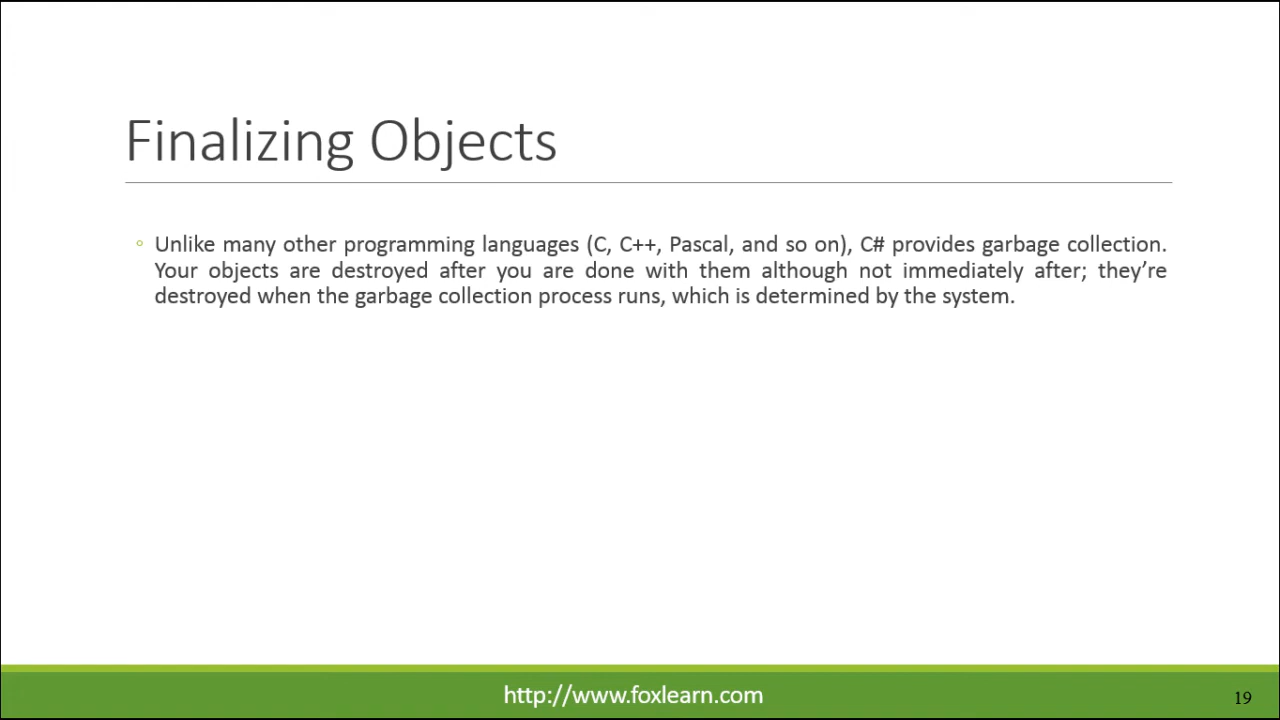 Finalizing Objects
Unlike many other programming languages (C, C++, Pascal, and so on), C# provides garbage collection.
Your objects are destroyed after you are done with them although not immediately after; they’re
destroyed when the garbage collection process runs, which is determined by the system.
http://www.foxlearn.com
19